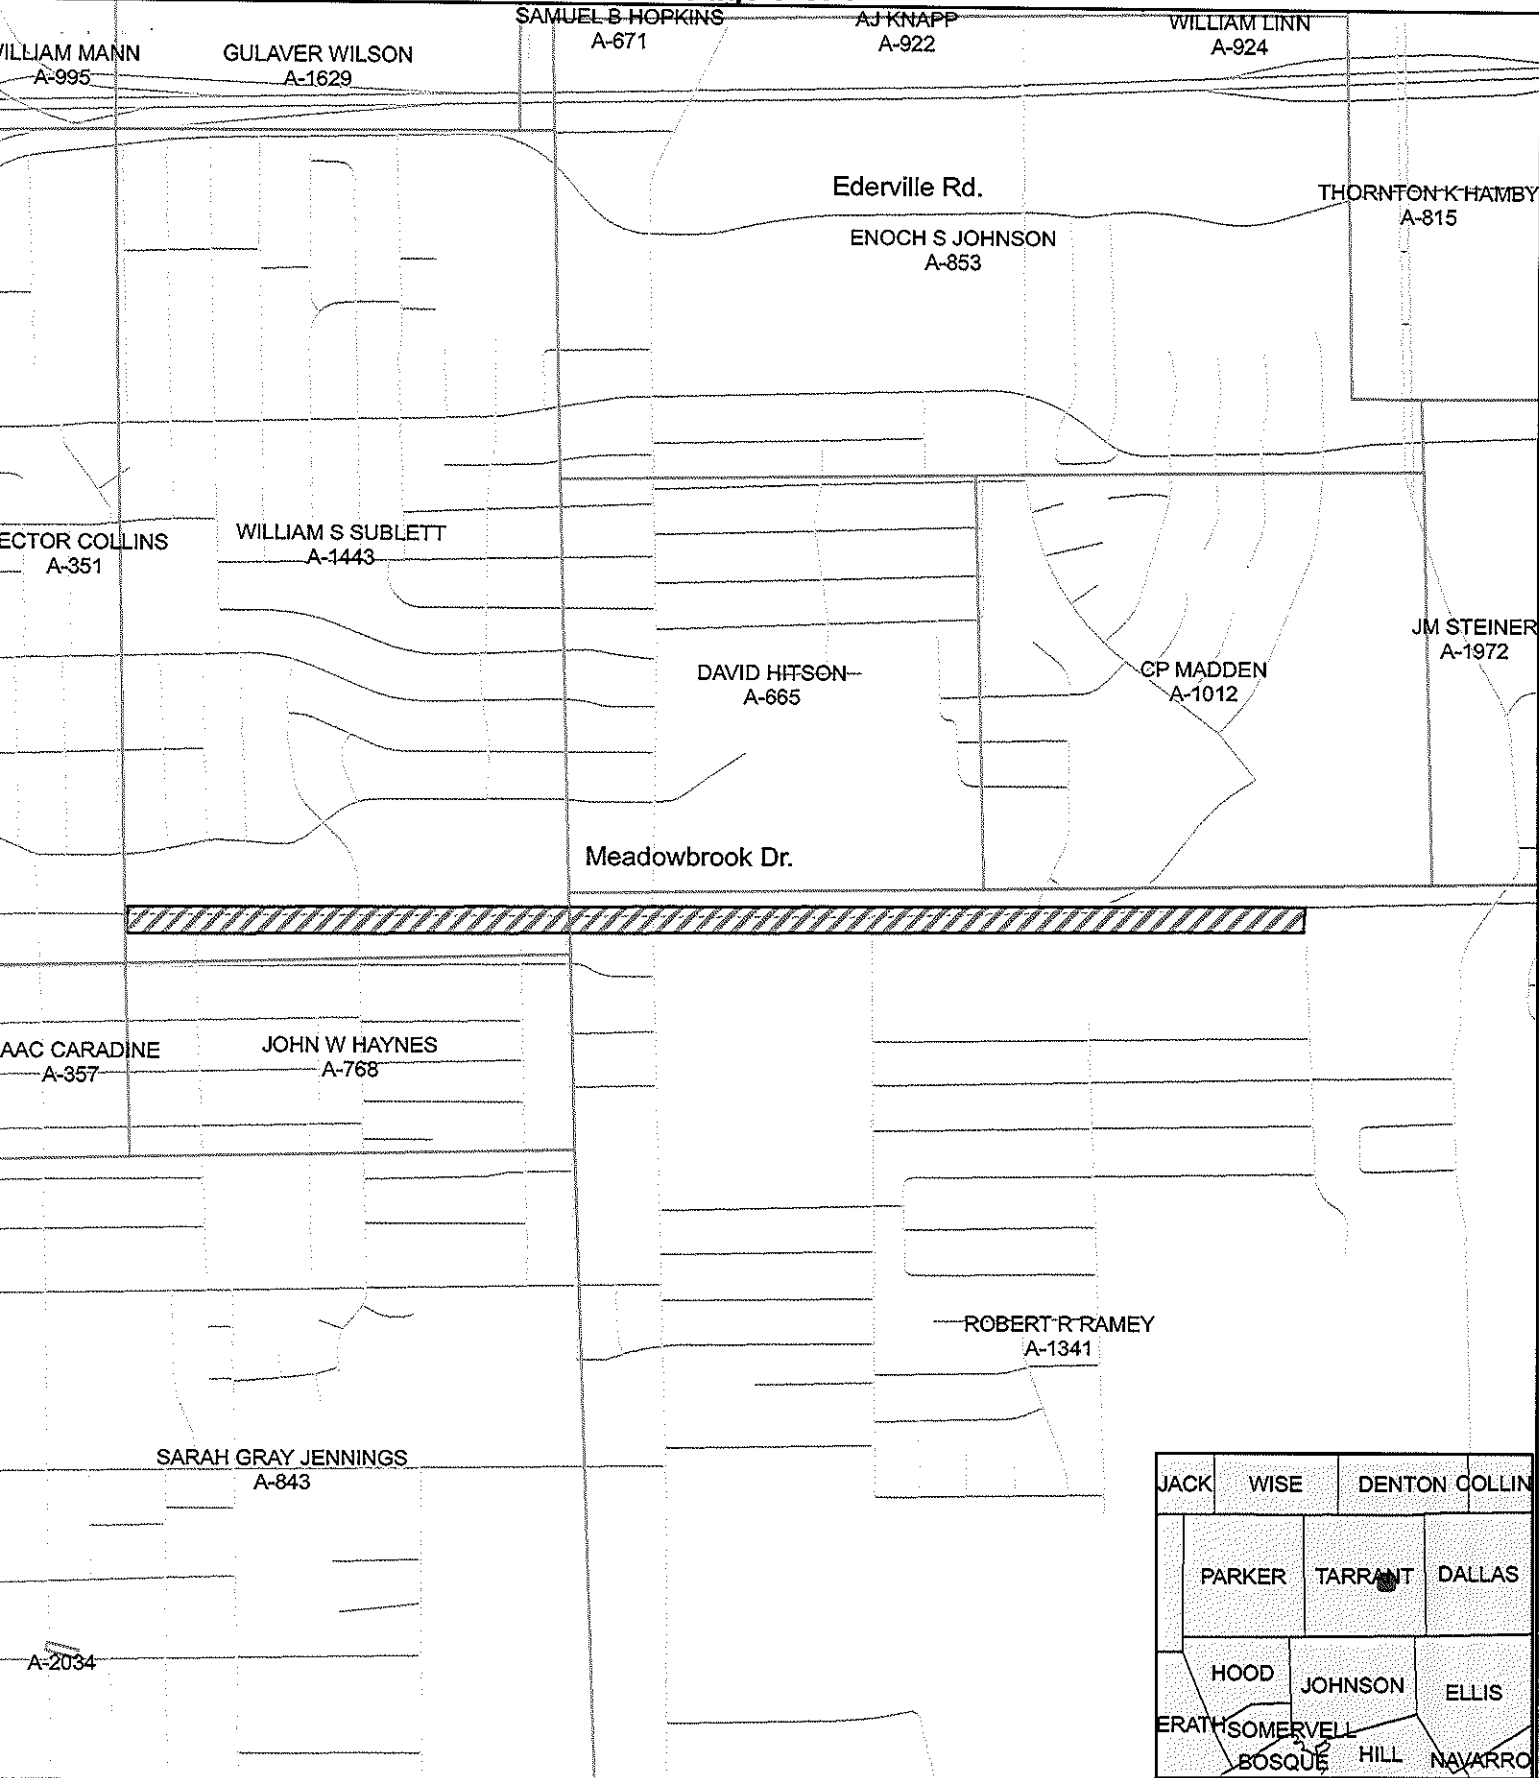 SAMUEL B HOPKINS
A-671
AJ KNAPP
A-922
WILLIAM LINN
A-924
ILLIAM MANN
A-995
GULAVER WILSON
A-1629
Ederville Rd.
THORNTON K HAMBY
A-815
ENOCH S JOHNSON
A-853
ECTOR COLLINS
A-351
WILLIAM S SUBLETT
A-1443
JM STEINER
A-1972
DAVID HITSON
A-665
CP MADDEN
A-1012
Meadowbrook Dr.
AAC CARADINE
A-357
JOHN W HAYNES
A-768
ROBERT R RAMEY
A-1341
SARAH GRAY JENNINGS
A-843
A-2034
JACK WISE DENTON COLLIN
PARKER TARRANT DALLAS
HOOD JOHNSON ELLIS
ERATH SOMERVELL
BOSQUE HILL NAVARRO